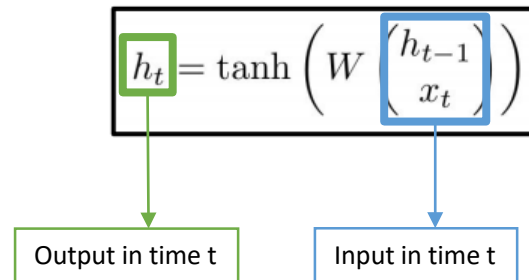 h_t = tanh ( W ( h_{t-1}
x_t ) )
Output in time t
Input in time t